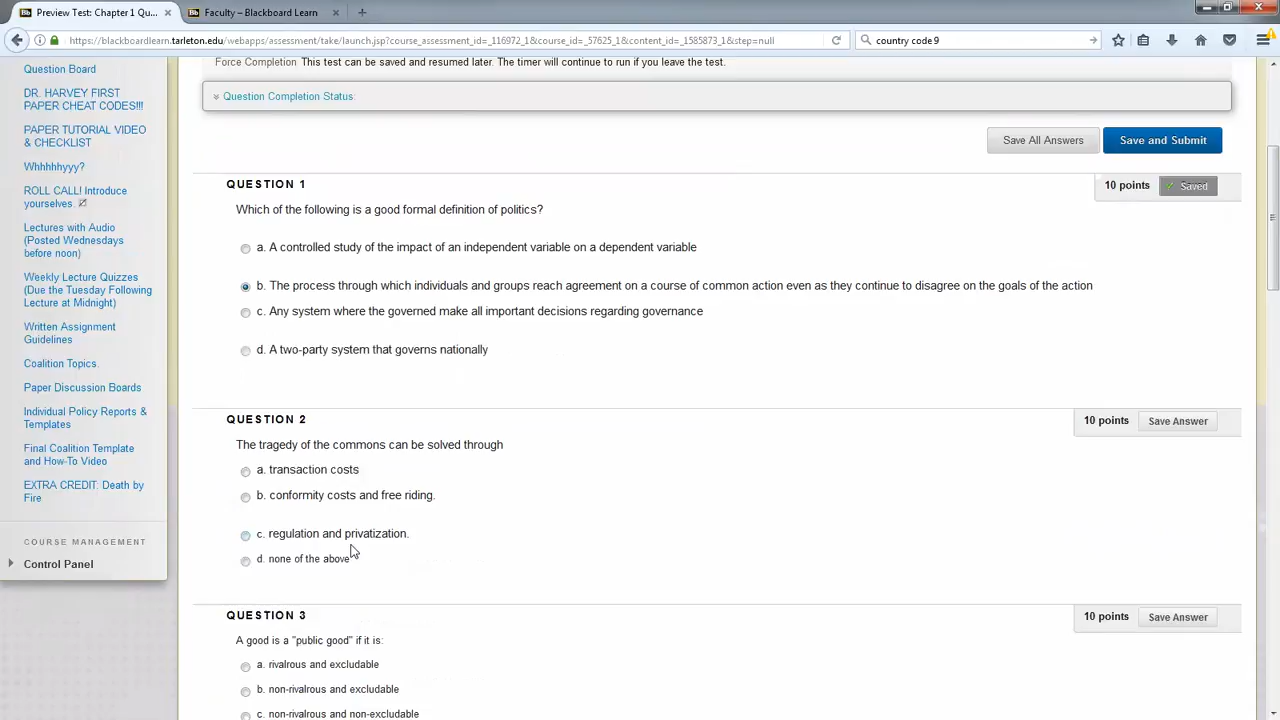 Preview Test: Chapter 1 Qu...
Faculty – Blackboard Learn
https://blackboardlearn.tarleton.edu/webapps/assessment/take/launch.jsp?course_assessment_id=_116972_1&course_id=_57625_1&content_id=_1585873_1&step=null
country code 9
Question Board
DR. HARVEY FIRST
PAPER CHEAT CODES!!!
PAPER TUTORIAL VIDEO
& CHECKLIST
Whhhhhyyy?
ROLL CALL! Introduce
yourselves.
Lectures with Audio
(Posted Wednesdays
before noon)
Weekly Lecture Quizzes
(Due the Tuesday Following
Lecture at Midnight)
Written Assignment
Guidelines
Coalition Topics.
Paper Discussion Boards
Individual Policy Reports &
Templates
Final Coalition Template
and How-To Video
EXTRA CREDIT: Death by
Fire
COURSE MANAGEMENT
Control Panel
Force Completion This test can be saved and resumed later. The timer will continue to run if you leave the test.
Question Completion Status:
Save All Answers
Save and Submit
QUESTION 1
10 points
Saved
Which of the following is a good formal definition of politics?
a. A controlled study of the impact of an independent variable on a dependent variable
b. The process through which individuals and groups reach agreement on a course of common action even as they continue to disagree on the goals of the action
c. Any system where the governed make all important decisions regarding governance
d. A two-party system that governs nationally
QUESTION 2
10 points
Save Answer
The tragedy of the commons can be solved through
a. transaction costs
b. conformity costs and free riding.
c. regulation and privatization.
d. none of the above
QUESTION 3
10 points
Save Answer
A good is a "public good" if it is:
a. rivalrous and excludable
b. non-rivalrous and excludable
c. non-rivalrous and non-excludable